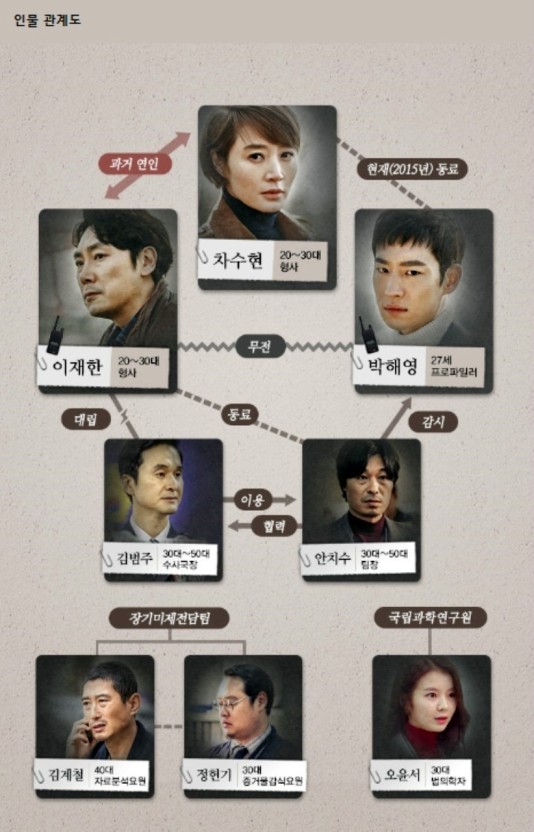 인물 관계도
과거 연인
현재(2015년) 동료
차수현
20~30대
형사
무전
이재한
20~30대
형사
박해영
27세
프로파일러
대립
동료
감시
이용
협력
김범주
30대~50대
수사국장
안치수
30대~50대
팀장
장기미제전담팀
국립과학연구원
김계철
40대
자료분석요원
정헌기
30대
증거물감식요원
오윤서
30대
법의학자